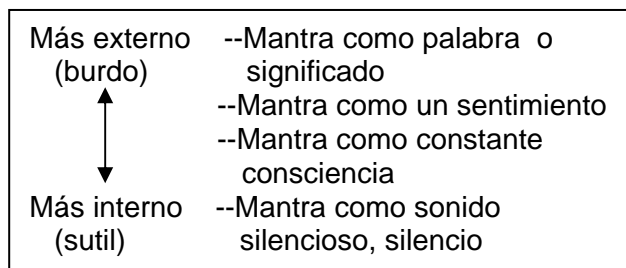 Más externo --Mantra como palabra o
(burdo) significado
--Mantra como un sentimiento
--Mantra como constante
consciencia
Más interno --Mantra como sonido
(sutil) silencioso, silencio